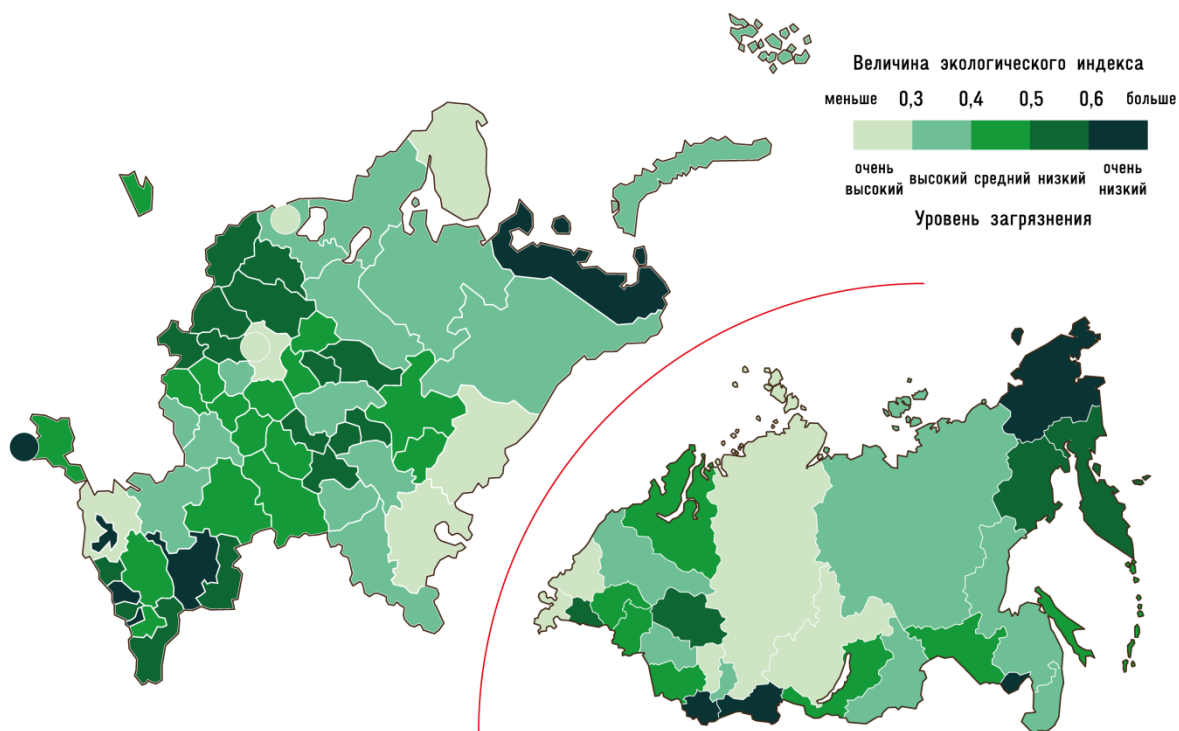 Величина экологического индекса
меньше 0,3 0,4 0,5 0,6 больше
очень высокий высокий средний низкий очень низкий
Уровень загрязнения